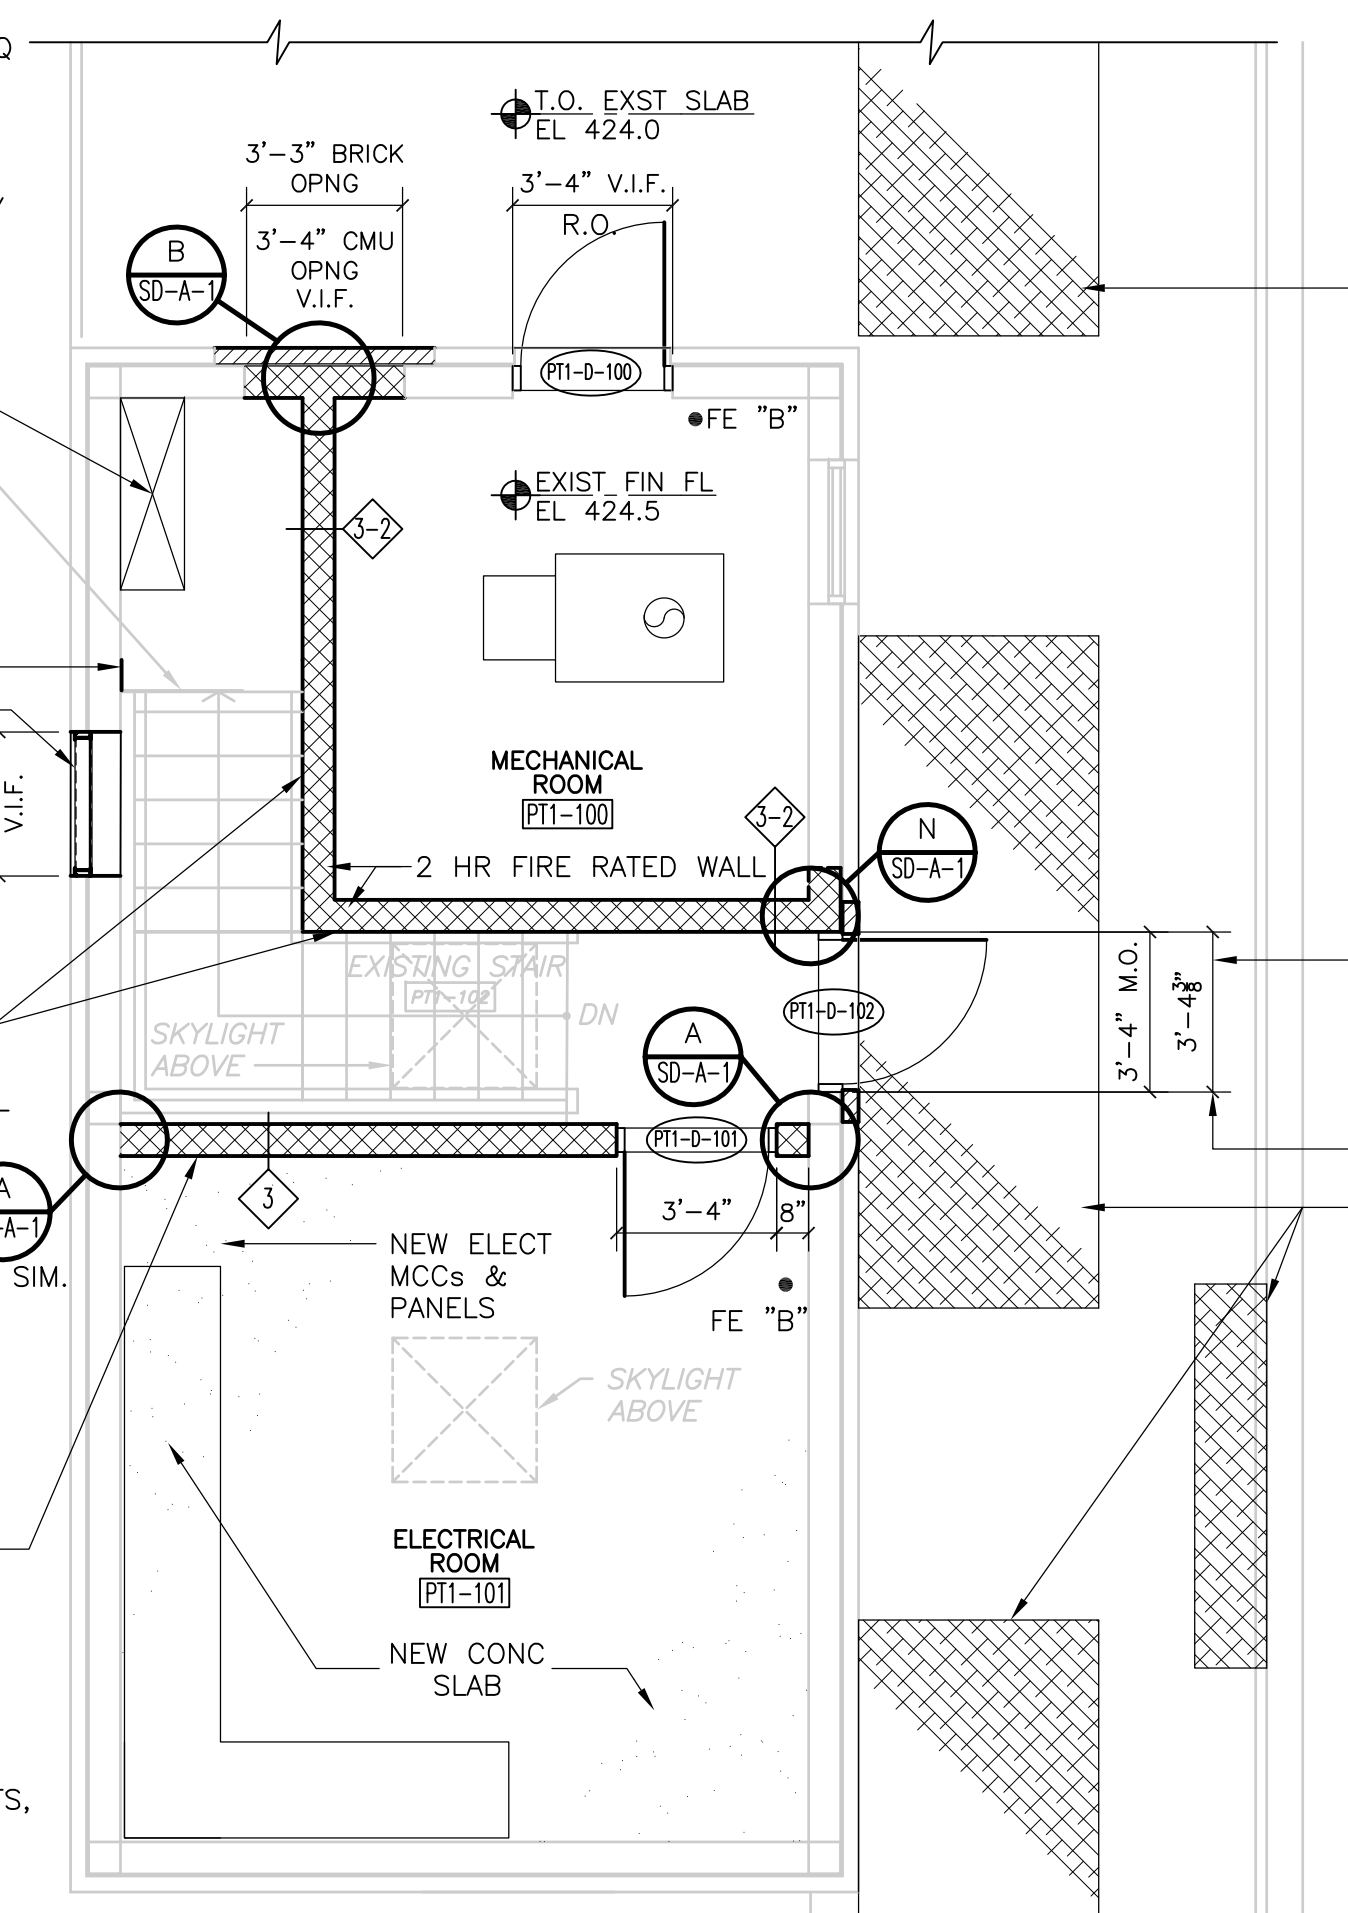 Q
T.O. EXST SLAB
EL 424.0
3'-3" BRICK
OPNG
3'-4" V.I.F.
R.O.
3'-4" CMU
OPNG
V.I.F.
B
SD-A-1
PT1-D-100
FE "B"
EXIST FIN FL
EL 424.5
3-2
MECHANICAL
ROOM
PT1-100
V.I.F.
3-2
N
SD-A-1
2 HR FIRE RATED WALL
EXISTING STAIR
PT1-102
DN
SKYLIGHT
ABOVE
PT1-D-102
3'-4" M.O.
3'-4 3/8"
A
SD-A-1
PT1-D-101
A
-A-1
SIM.
3
3'-4"
8"
NEW ELECT
MCCs &
PANELS
FE "B"
SKYLIGHT
ABOVE
ELECTRICAL
ROOM
PT1-101
NEW CONC
SLAB
TS,